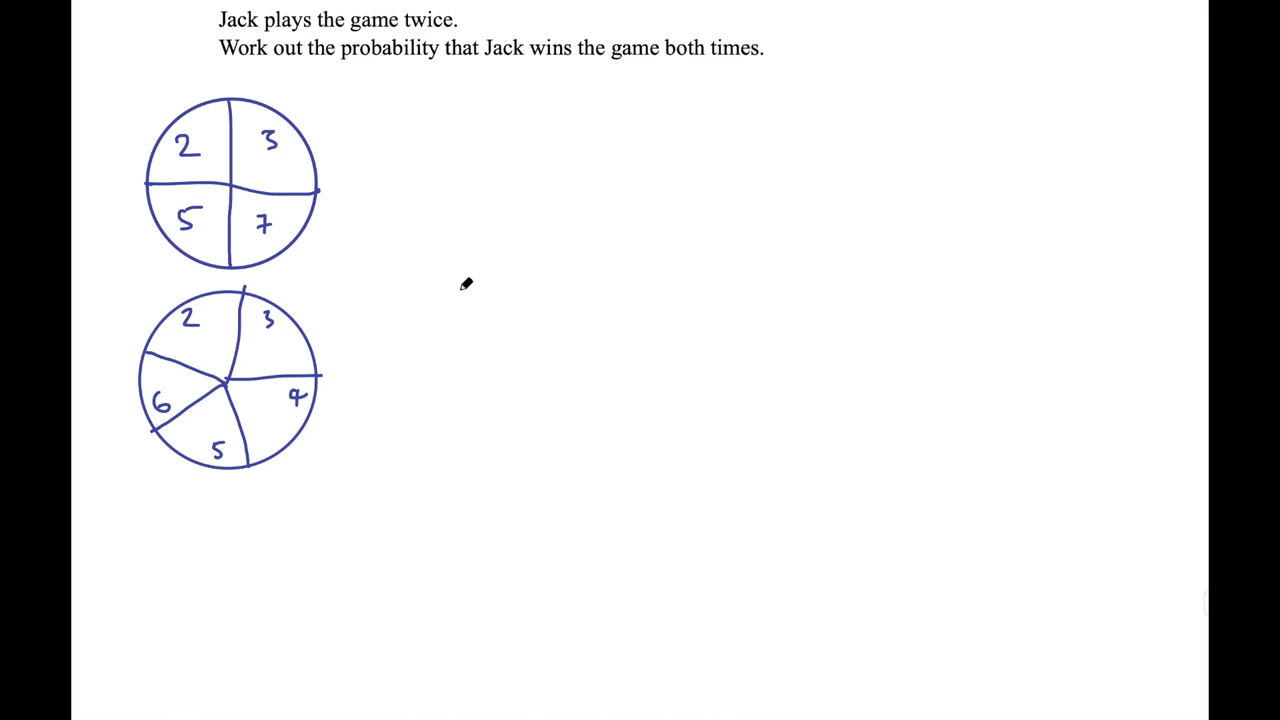 Jack plays the game twice.
Work out the probability that Jack wins the game both times.
2 3
5 7
2 3
6 4
5